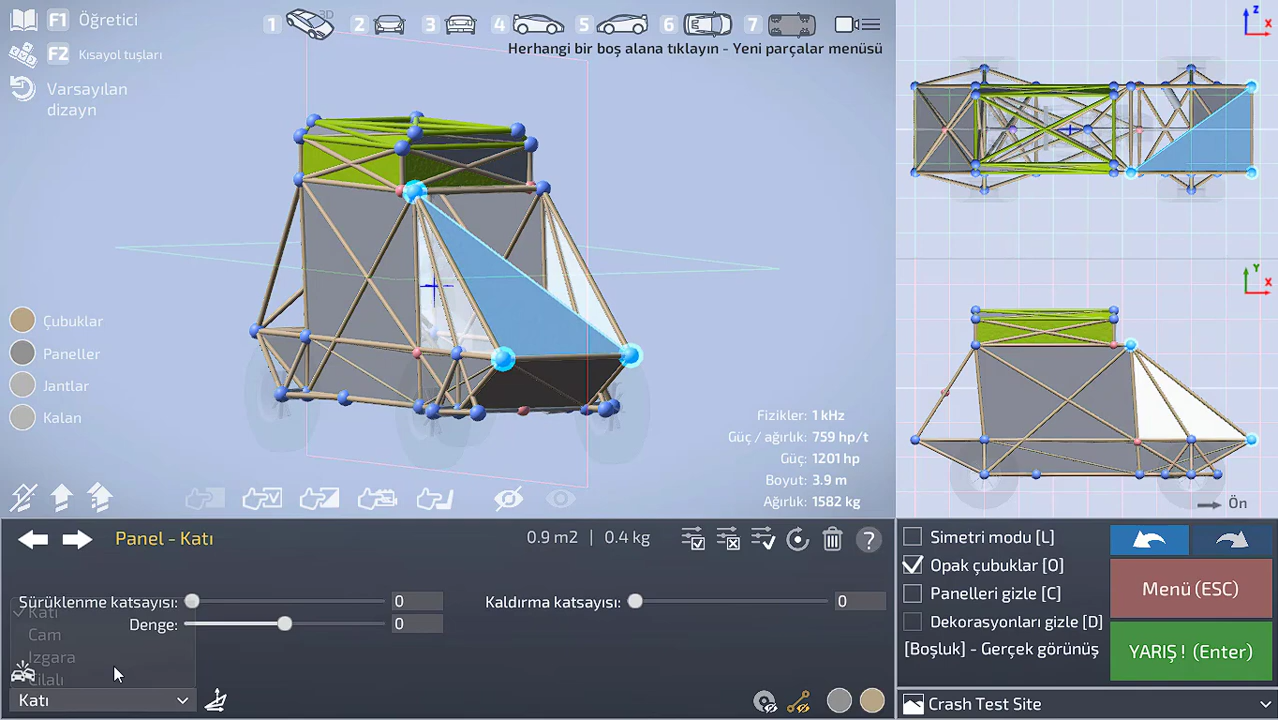 F1 Öğretici
F2 Kısayol tuşları
Varsayılan
dizayn
1 3D 2 3 4 5 6 7
Herhangi bir boş alana tıklayın - Yeni parçalar menüsü
Çubuklar
Paneller
Jantlar
Kalan
Fizikler: 1 kHz
Güç / ağırlık: 759 hp/t
Güç: 1201 hp
Boyut: 3.9 m
Ağırlık: 1582 kg
Z
X
Y
X
Ön
Panel - Katı
0.9 m2 | 0.4 kg
?
Sürüklenme katsayısı: 0
Kaldırma katsayısı: 0
Denge: 0
Katı
Cam
Izgara
Cilalı
Katı
Simetri modu [L]
Opak çubuklar [O]
Panelleri gizle [C]
Dekorasyonları gizle [D]
[Boşluk] - Gerçek görünüş
Menü (ESC)
YARIŞ! (Enter)
Crash Test Site